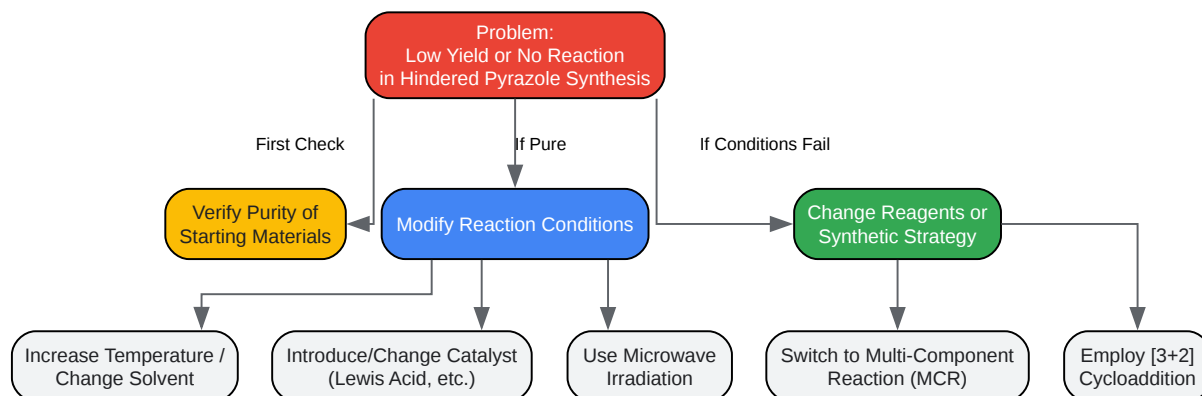 Problem:
Low Yield or No Reaction
in Hindered Pyrazole Synthesis
First Check
If Pure
If Conditions Fail
Verify Purity of
Starting Materials
Modify Reaction Conditions
Change Reagents or
Synthetic Strategy
Increase Temperature /
Change Solvent
Introduce/Change Catalyst
(Lewis Acid, etc.)
Use Microwave
Irradiation
Switch to Multi-Component
Reaction (MCR)
Employ [3+2]
Cycloaddition